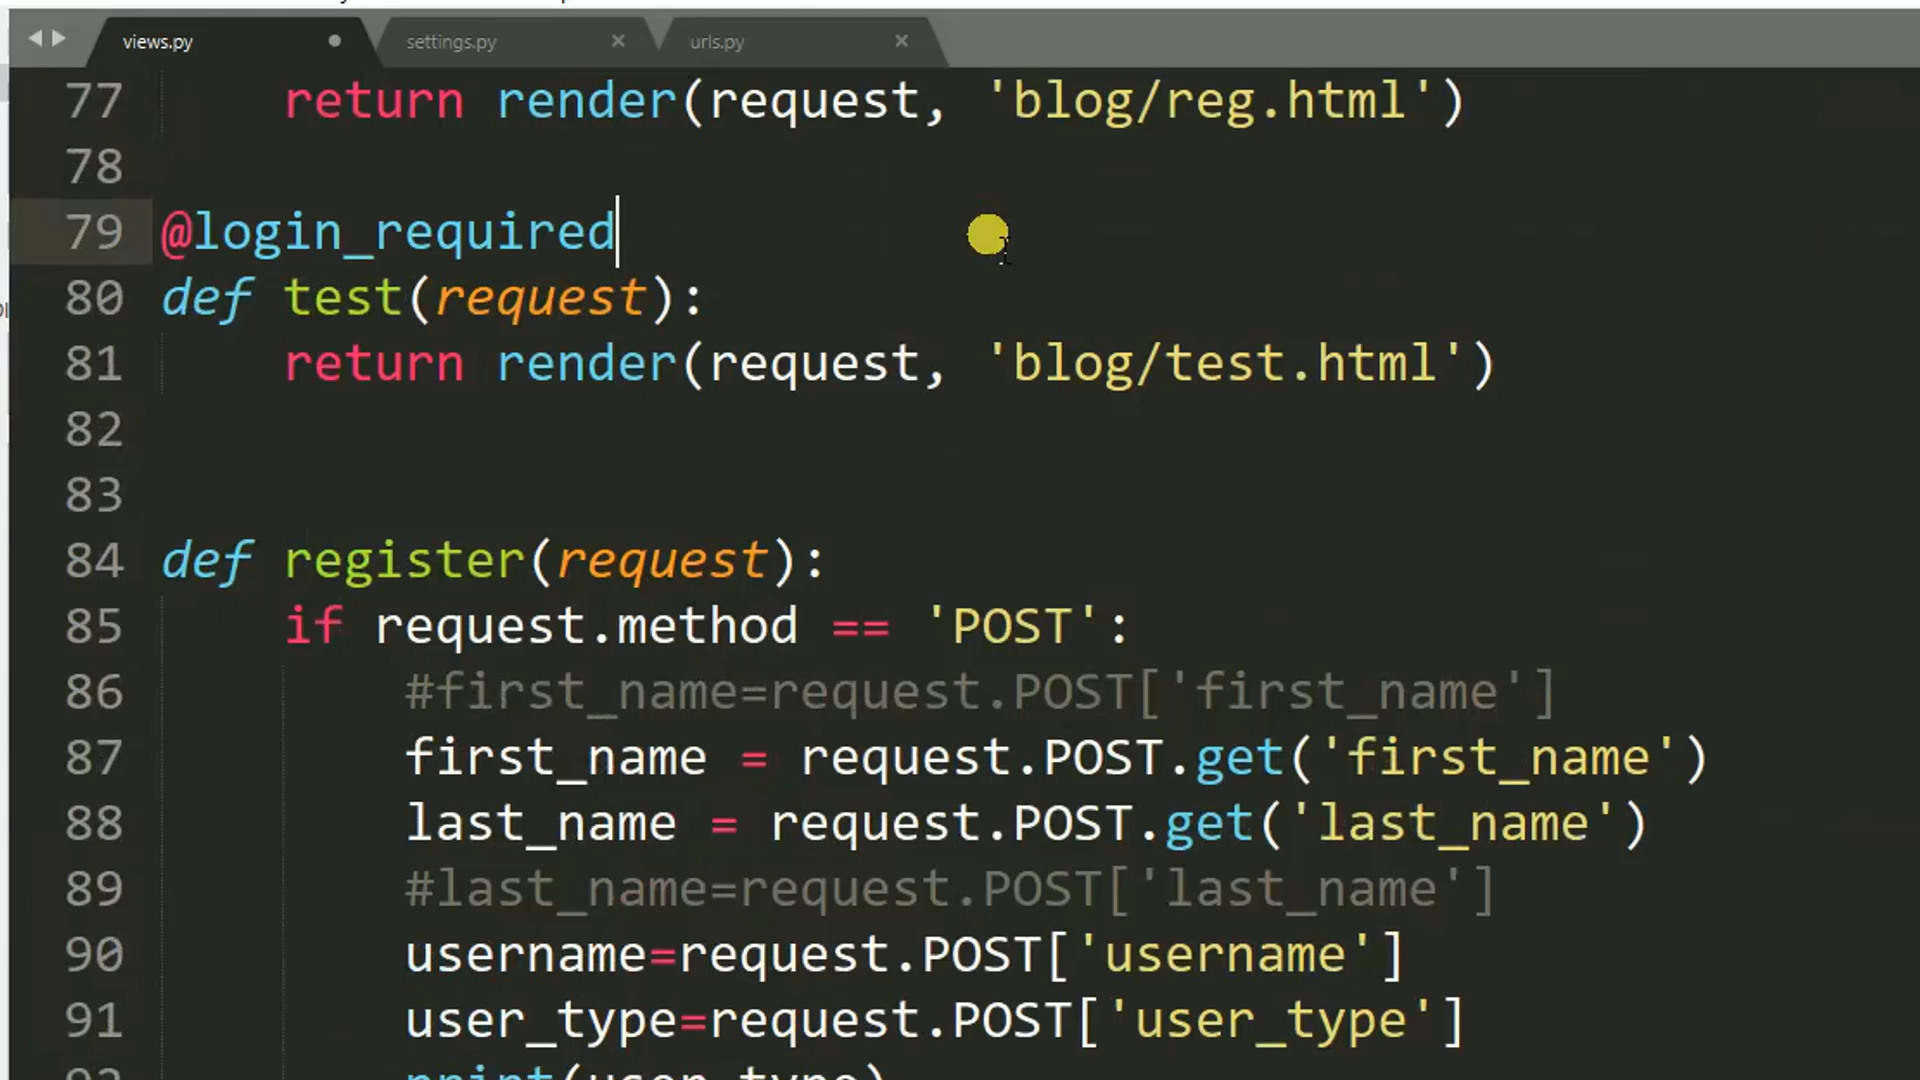 views.py settings.py urls.py
77 return render(request, 'blog/reg.html')
78
79 @login_required
80 def test(request):
81 return render(request, 'blog/test.html')
82
83
84 def register(request):
85 if request.method == 'POST':
86 #first_name=request.POST['first_name']
87 first_name = request.POST.get('first_name')
88 last_name = request.POST.get('last_name')
89 #last_name=request.POST['last_name']
90 username=request.POST['username']
91 user_type=request.POST['user_type']
92 print(user_type)